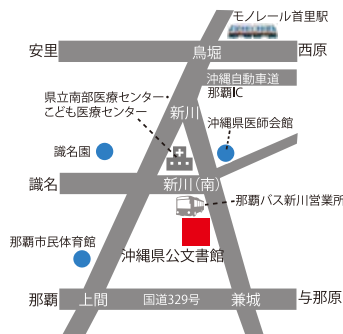 モノレール首里駅
安里
鳥堀
西原
沖縄自動車道
那覇IC
県立南部医療センター
こども医療センター
新川
沖縄県医師会館
識名園
識名
新川(南)
那覇バス新川営業所
那覇市民体育館
沖縄県公文書館
那覇
上間
国道329号
兼城
与那原